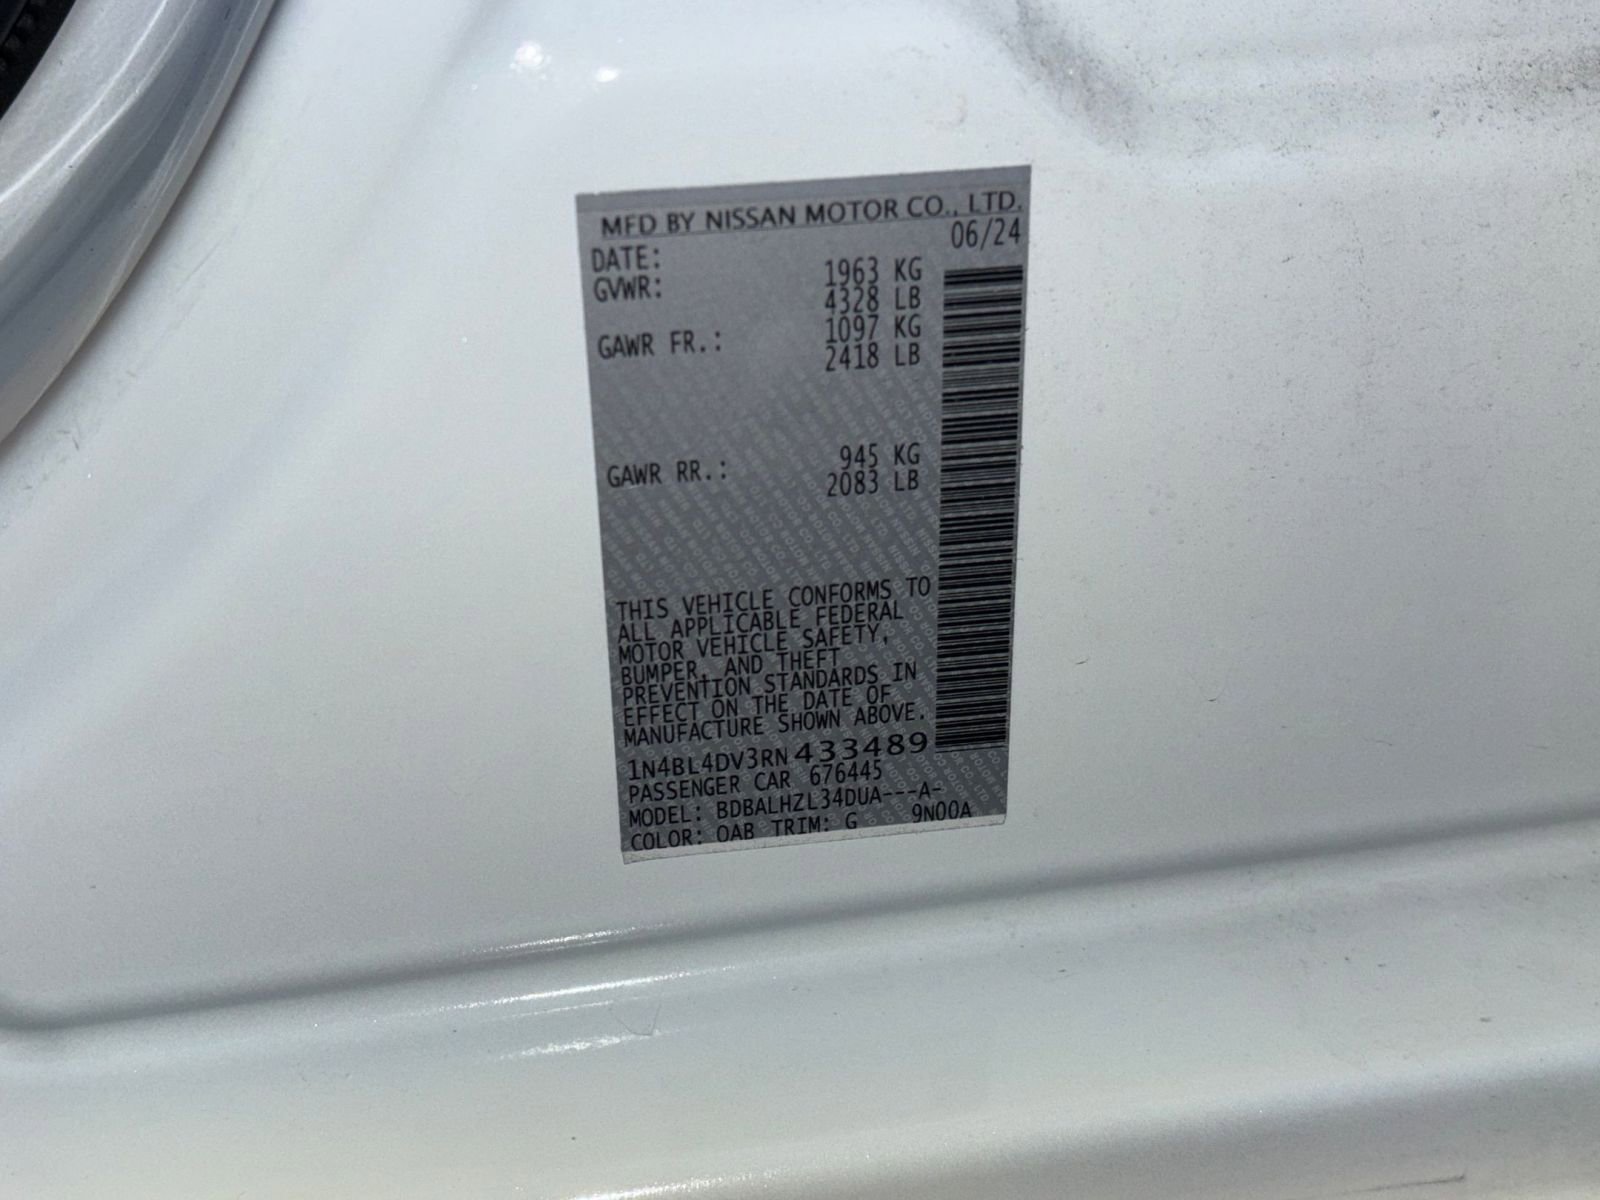 MFD BY NISSAN MOTOR CO., LTD.
DATE: 06/24
GVWR: 1963 KG
4328 LB
GAWR FR.: 1097 KG
2418 LB
GAWR RR.: 945 KG
2083 LB
THIS VEHICLE CONFORMS TO
ALL APPLICABLE FEDERAL
MOTOR VEHICLE SAFETY,
BUMPER, AND THEFT
PREVENTION STANDARDS IN
EFFECT ON THE DATE OF
MANUFACTURE SHOWN ABOVE.
1N4BL4DV3RN433489
PASSENGER CAR 676445
MODEL: BDBALHZL34DUA---A-
COLOR: QAB TRIM: G 9N00A